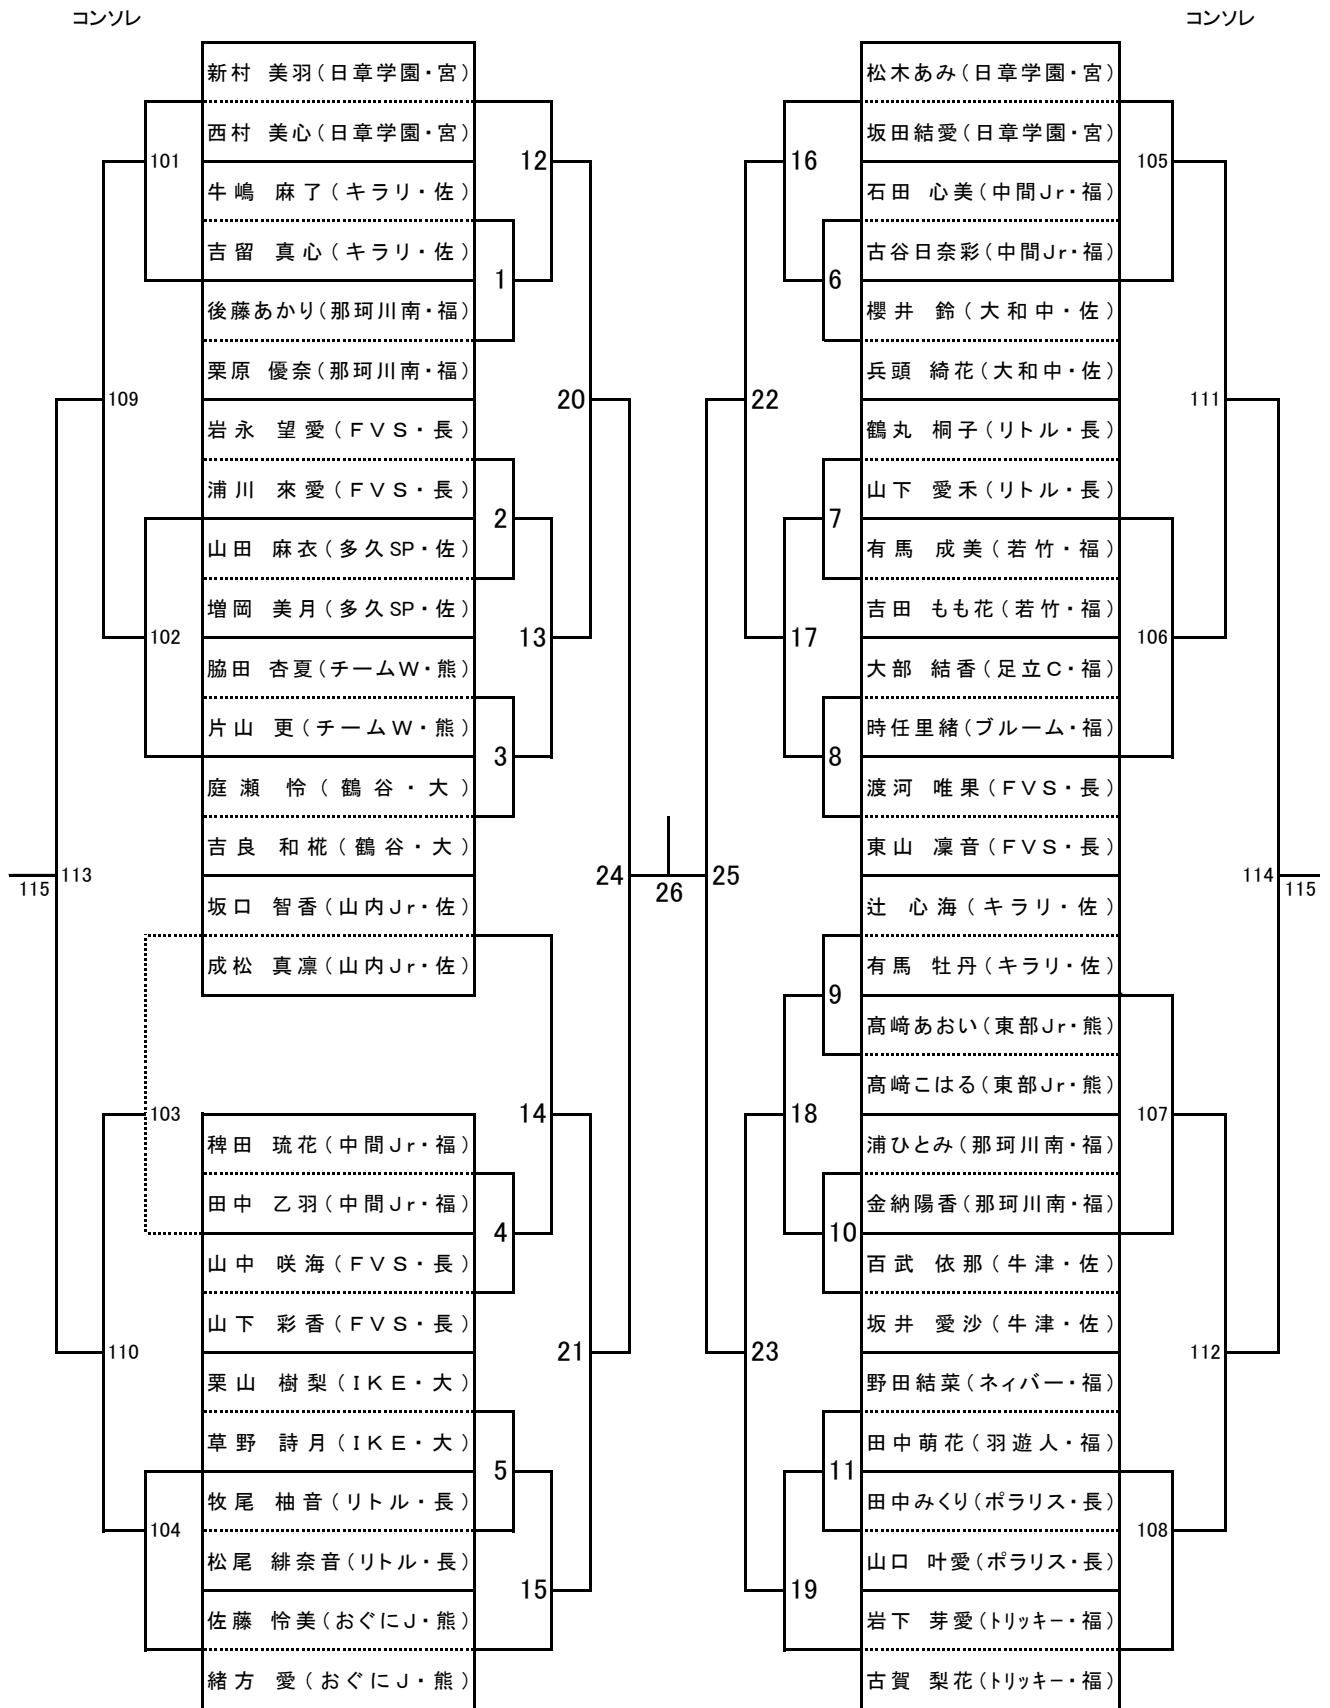 コンソレ
コンソレ
新村 美羽(日章学園・宮)
西村 美心(日章学園・宮)
牛嶋 麻了(キラリ・佐)
吉留 真心(キラリ・佐)
後藤あかり(那珂川南・福)
栗原 優奈(那珂川南・福)
岩永 望愛(FVS・長)
浦川 來愛(FVS・長)
山田 麻衣(多久SP・佐)
増岡 美月(多久SP・佐)
脇田 杏夏(チームW・熊)
片山 更(チームW・熊)
庭瀬 怜(鶴谷・大)
吉良 和椛(鶴谷・大)
坂口 智香(山内Jr・佐)
成松 真凛(山内Jr・佐)
稗田 琉花(中間Jr・福)
田中 乙羽(中間Jr・福)
山中 咲海(FVS・長)
山下 彩香(FVS・長)
栗山 樹梨(IKE・大)
草野 詩月(IKE・大)
牧尾 柚音(リトル・長)
松尾 緋奈音(リトル・長)
佐藤 怜美(おぐにJ・熊)
緒方 愛(おぐにJ・熊)
101
102
103
104
109
110
113
115
1
2
3
4
5
12
13
14
15
20
21
24
26
25
22
23
16
17
18
19
6
7
8
9
10
11
松木あみ(日章学園・宮)
坂田結愛(日章学園・宮)
石田 心美(中間Jr・福)
古谷日奈彩(中間Jr・福)
櫻井 鈴(大和中・佐)
兵頭 綺花(大和中・佐)
鶴丸 桐子(リトル・長)
山下 愛禾(リトル・長)
有馬 成美(若竹・福)
吉田 もも花(若竹・福)
大部 結香(足立C・福)
時任里緒(ブルーム・福)
渡河 唯果(FVS・長)
東山 凜音(FVS・長)
辻 心海(キラリ・佐)
有馬 牡丹(キラリ・佐)
髙﨑あおい(東部Jr・熊)
髙﨑こはる(東部Jr・熊)
浦ひとみ(那珂川南・福)
金納陽香(那珂川南・福)
百武 依那(牛津・佐)
坂井 愛沙(牛津・佐)
野田結菜(ネィバー・福)
田中萌花(羽遊人・福)
田中みくり(ポラリス・長)
山口 叶愛(ポラリス・長)
岩下 芽愛(トリッキー・福)
古賀 梨花(トリッキー・福)
105
106
107
108
111
112
114
115